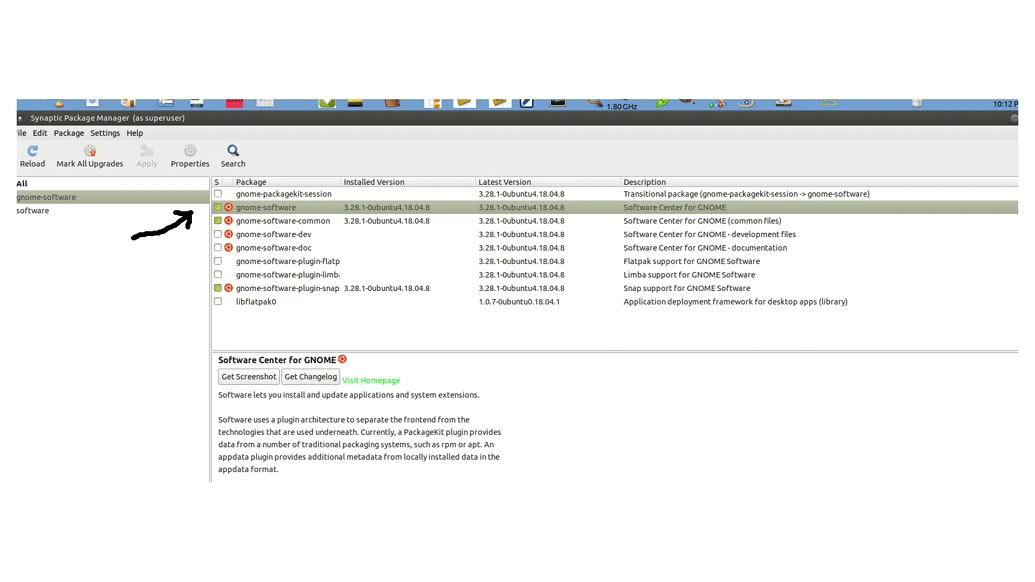 1.80 GHz
10:12 P
Synaptic Package Manager (as superuser)
ile Edit Package Settings Help
Reload Mark All Upgrades Apply Properties Search
All
gnome-software
software
S Package Installed Version Latest Version Description
gnome-packagekit-session 3.28.1-0ubuntu4.18.04.8 Transitional package (gnome-packagekit-session -> gnome-software)
gnome-software 3.28.1-0ubuntu4.18.04.8 3.28.1-0ubuntu4.18.04.8 Software Center for GNOME
gnome-software-common 3.28.1-0ubuntu4.18.04.8 3.28.1-0ubuntu4.18.04.8 Software Center for GNOME (common files)
gnome-software-dev 3.28.1-0ubuntu4.18.04.8 Software Center for GNOME - development files
gnome-software-doc 3.28.1-0ubuntu4.18.04.8 Software Center for GNOME - documentation
gnome-software-plugin-flatp 3.28.1-0ubuntu4.18.04.8 Flatpak support for GNOME Software
gnome-software-plugin-limba 3.28.1-0ubuntu4.18.04.8 Limba support for GNOME Software
gnome-software-plugin-snap 3.28.1-0ubuntu4.18.04.8 3.28.1-0ubuntu4.18.04.8 Snap support for GNOME Software
libflatpak0 1.0.7-0ubuntu0.18.04.1 Application deployment framework for desktop apps (library)
Software Center for GNOME
Get Screenshot Get Changelog Visit Homepage
Software lets you install and update applications and system extensions.
Software uses a plugin architecture to separate the frontend from the
technologies that are used underneath. Currently, a PackageKit plugin provides
data from a number of traditional packaging systems, such as rpm or apt. An
appdata plugin provides additional metadata from locally installed data in the
appdata format.